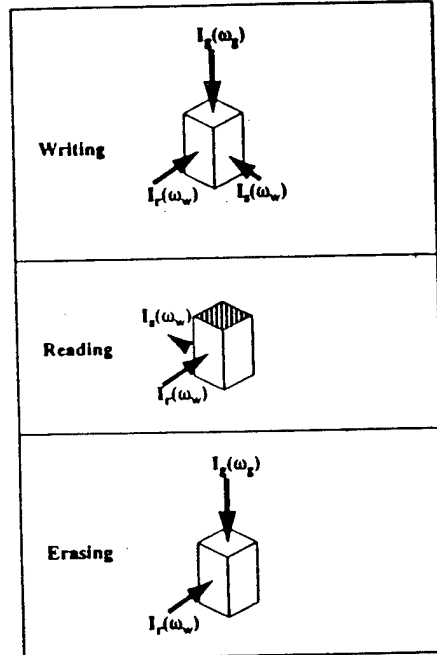 I_g(ω_g)
Writing
I_r(ω_w) I_s(ω_w)
I_s(ω_w)
Reading
I_r(ω_w)
I_g(ω_g)
Erasing
I_r(ω_w)